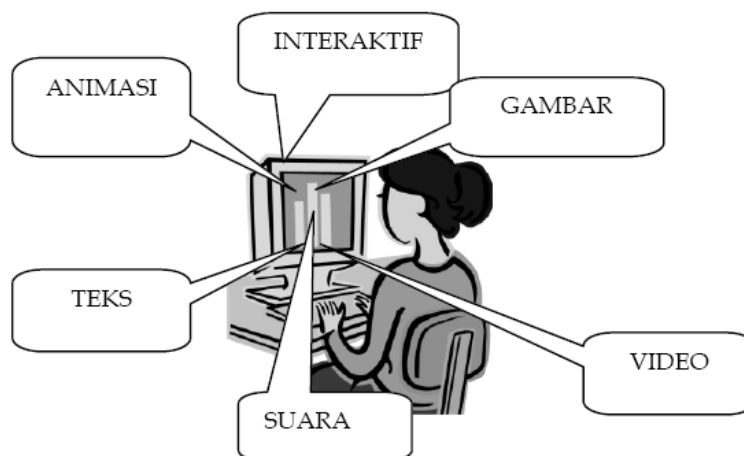 INTERAKTIF
ANIMASI
GAMBAR
TEKS
VIDEO
SUARA